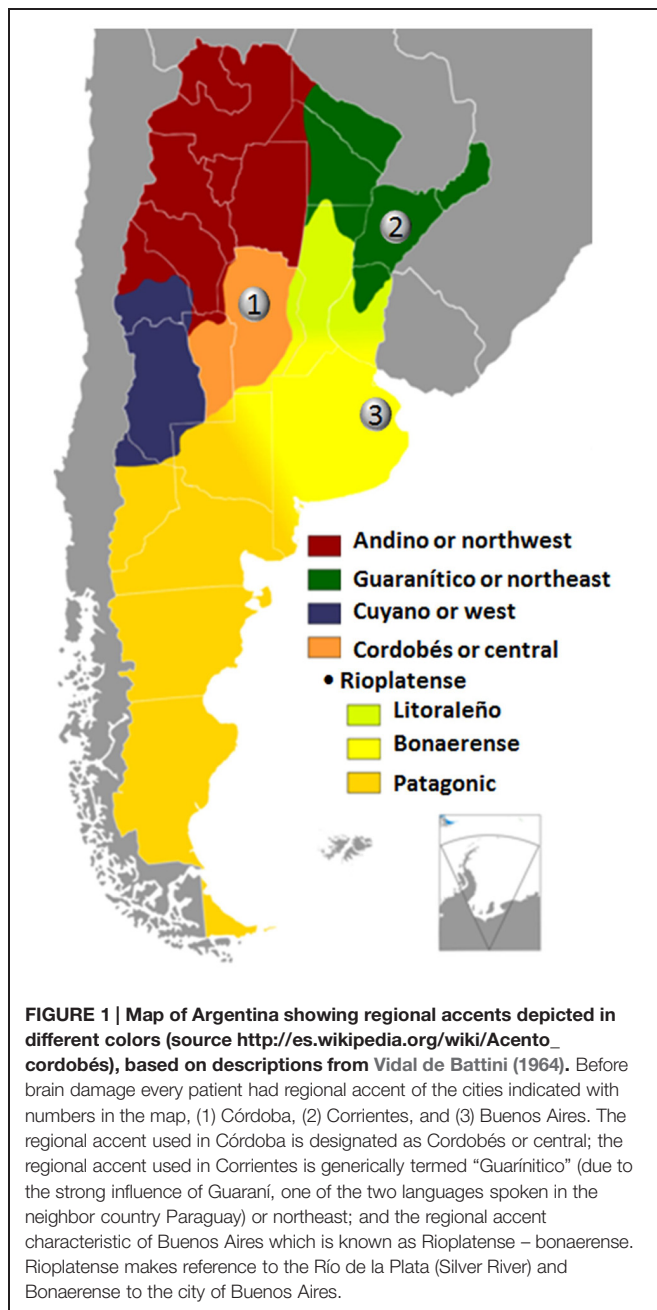 1
2
3
Andino or northwest
Guaranítico or northeast
Cuyano or west
Cordobés or central
• Rioplatense
Litoraleño
Bonaerense
Patagonic
FIGURE 1 | Map of Argentina showing regional accents depicted in
different colors (source http://es.wikipedia.org/wiki/Acento_
cordobés), based on descriptions from Vidal de Battini (1964). Before
brain damage every patient had regional accent of the cities indicated with
numbers in the map, (1) Córdoba, (2) Corrientes, and (3) Buenos Aires. The
regional accent used in Córdoba is designated as Cordobés or central; the
regional accent used in Corrientes is generically termed “Guarínitico” (due to
the strong influence of Guaraní, one of the two languages spoken in the
neighbor country Paraguay) or northeast; and the regional accent
characteristic of Buenos Aires which is known as Rioplatense – bonaerense.
Rioplatense makes reference to the Río de la Plata (Silver River) and
Bonaerense to the city of Buenos Aires.